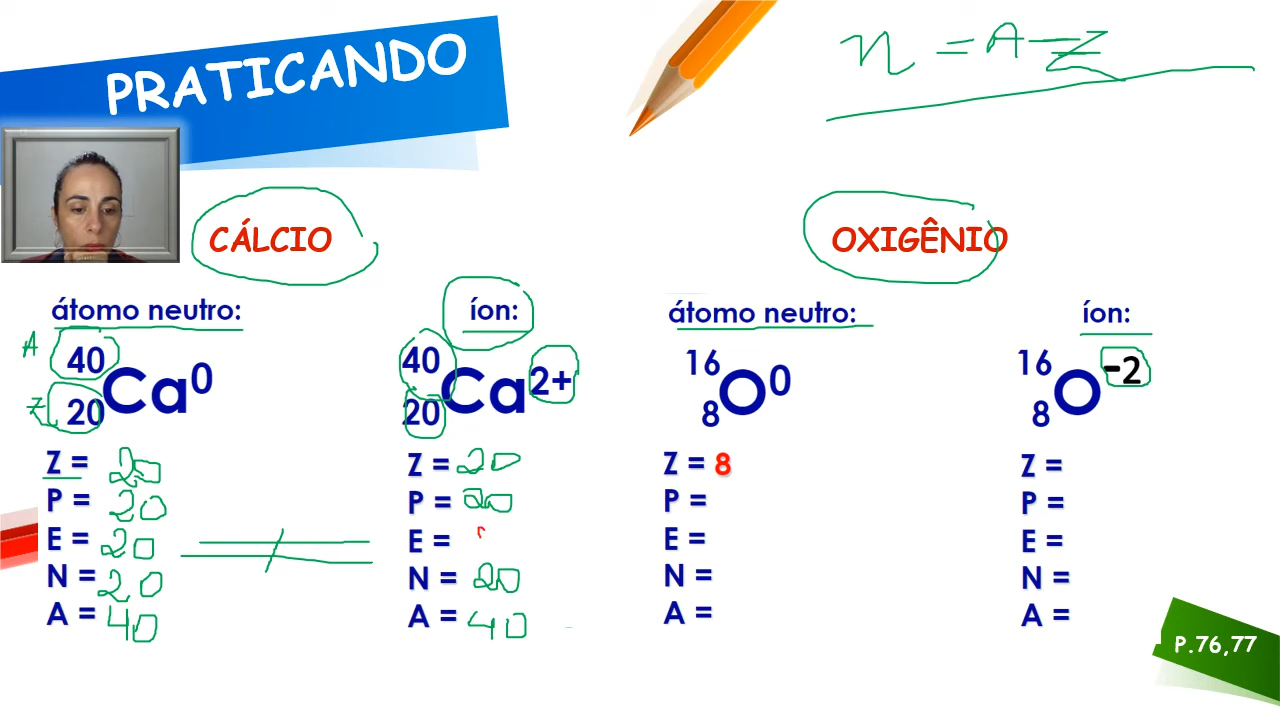 PRATICANDO
n = A - Z
CÁLCIO
átomo neutro:
A
40
Z
20
Ca0
Z = 20
P = 20
E = 20
N = 20
A = 40
íon:
40
20
Ca2+
Z = 20
P = 20
E =
N = 20
A = 40
OXIGÊNIO
átomo neutro:
16
8
O0
Z = 8
P =
E =
N =
A =
íon:
16
8
O-2
Z =
P =
E =
N =
A =
P.76,77